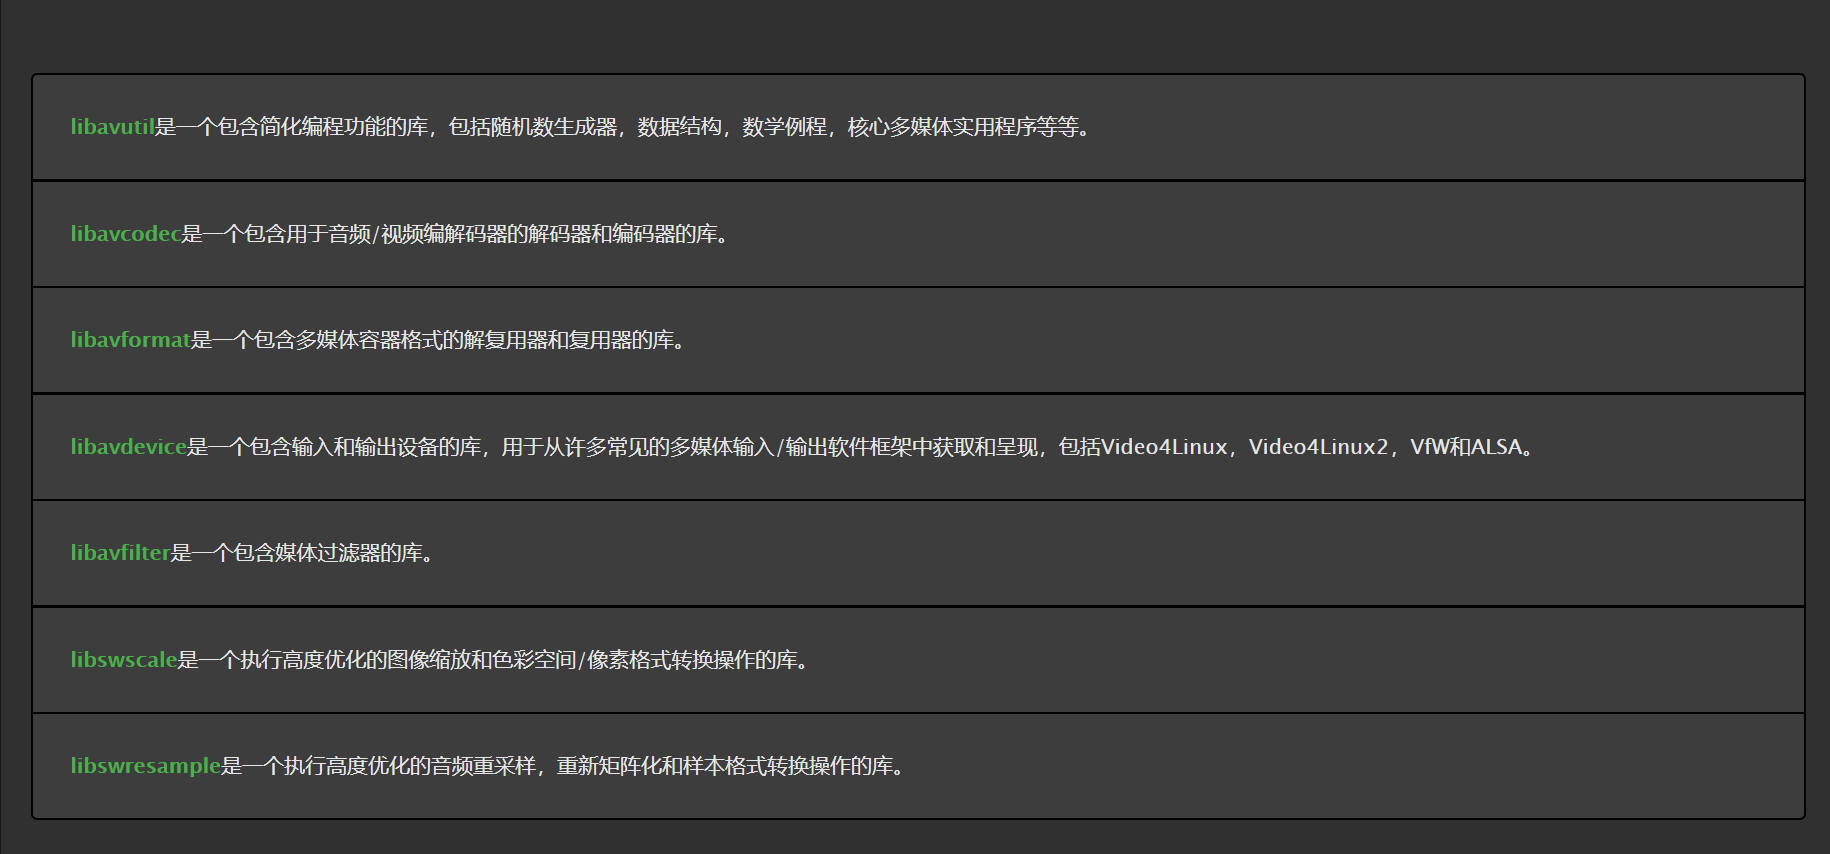 libavutil是一个包含简化编程功能的库，包括随机数生成器，数据结构，数学例程，核心多媒体实用程序等等。
libavcodec是一个包含用于音频/视频编解码器的解码器和编码器的库。
libavformat是一个包含多媒体容器格式的解复用器和复用器的库。
libavdevice是一个包含输入和输出设备的库，用于从许多常见的多媒体输入/输出软件框架中获取和呈现，包括Video4Linux，Video4Linux2，VfW和ALSA。
libavfilter是一个包含媒体过滤器的库。
libswscale是一个执行高度优化的图像缩放和色彩空间/像素格式转换操作的库。
libswresample是一个执行高度优化的音频重采样，重新矩阵化和样本格式转换操作的库。